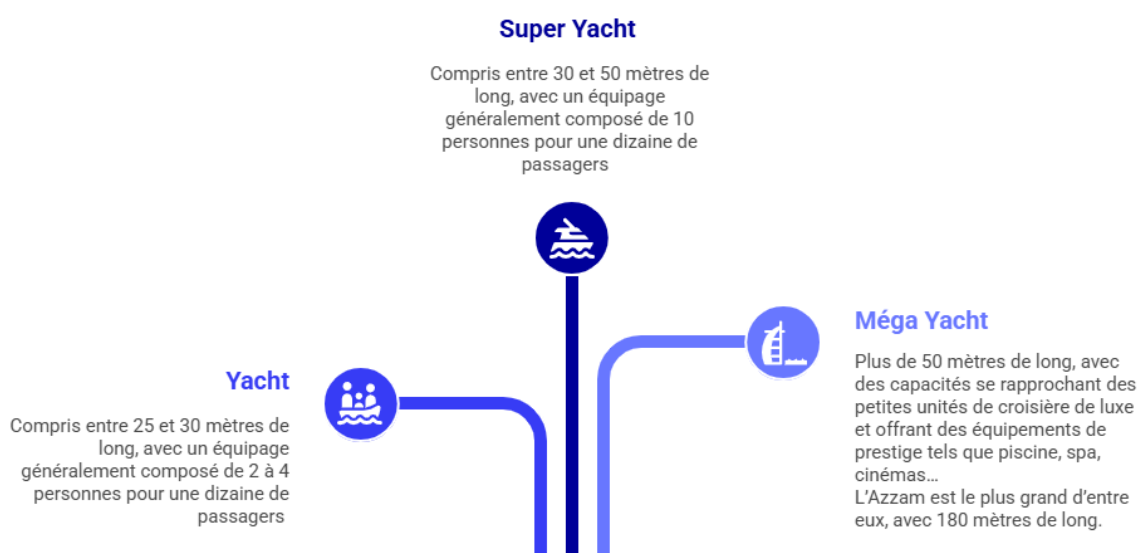 Super Yacht
Compris entre 30 et 50 mètres de
long, avec un équipage
généralement composé de 10
personnes pour une dizaine de
passagers
Yacht
Compris entre 25 et 30 mètres de
long, avec un équipage
généralement composé de 2 à 4
personnes pour une dizaine de
passagers
Méga Yacht
Plus de 50 mètres de long, avec
des capacités se rapprochant des
petites unités de croisière de luxe
et offrant des équipements de
prestige tels que piscine, spa,
cinémas...
L'Azzam est le plus grand d'entre
eux, avec 180 mètres de long.